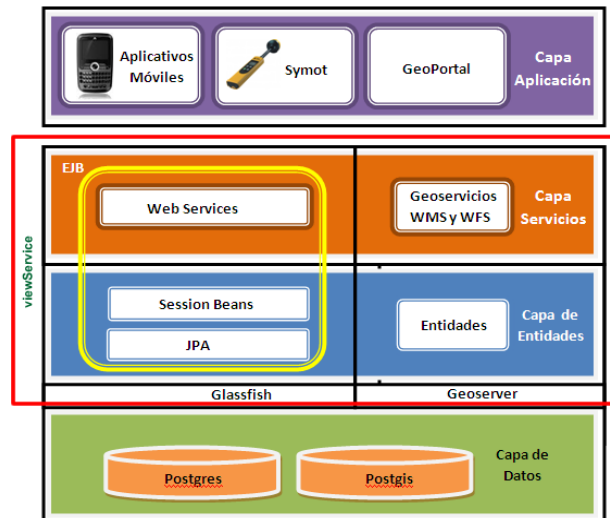 Aplicativos
Móviles
Symot
GeoPortal
Capa
Aplicación
viewService
EJB
Web Services
Geoservicios
WMS y WFS
Capa
Servicios
Session Beans
JPA
Entidades
Capa de
Entidades
Glassfish
Geoserver
Postgres
Postgis
Capa de
Datos